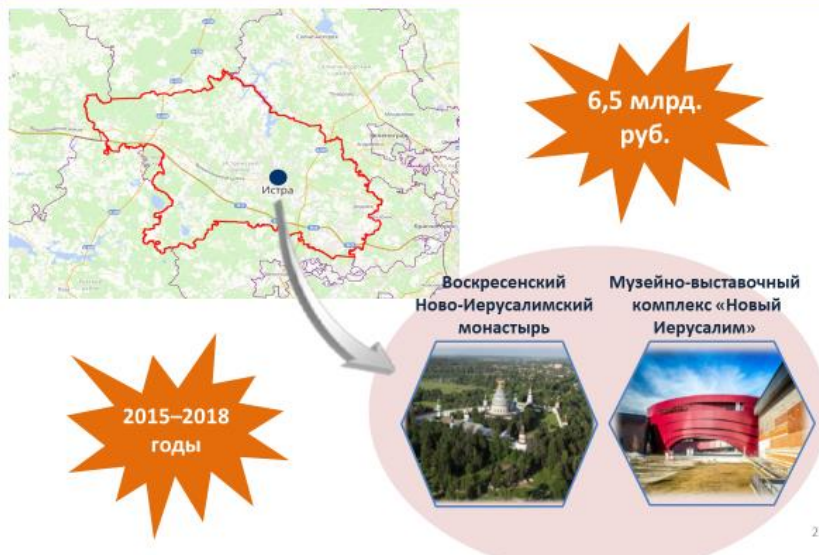 6,5 млрд.
руб.
Истра
Воскресенский
Ново-Иерусалимский
монастырь
Музейно-выставочный
комплекс «Новый
Иерусалим»
2015–2018
годы
2